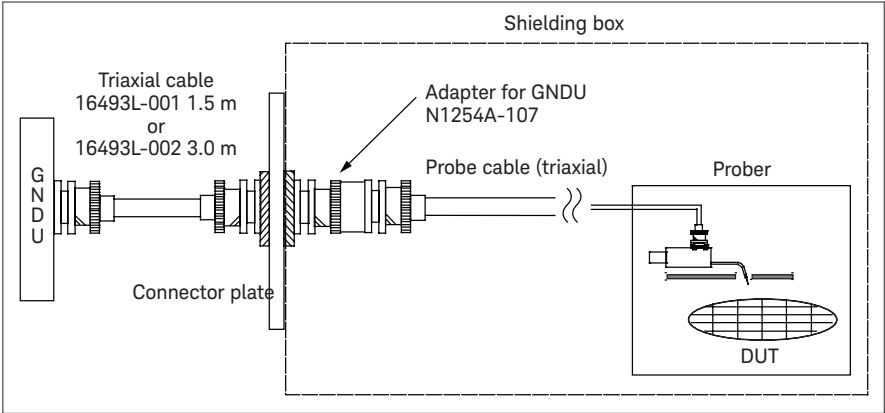 Shielding box
Triaxial cable
16493L-001 1.5 m
or
16493L-002 3.0 m
Adapter for GNDU
N1254A-107
G
N
D
U
Probe cable (triaxial)
Prober
Connector plate
DUT